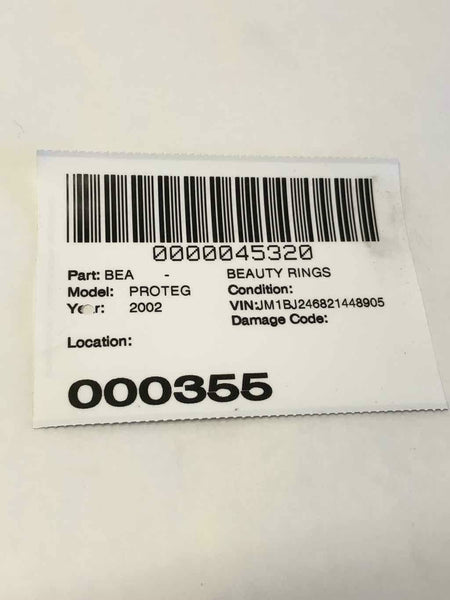 0000045320
Part: BEA - BEAUTY RINGS
Model: PROTEG Condition:
Year: 2002 VIN:JM1BJ246821448905
Damage Code:
Location:
000355